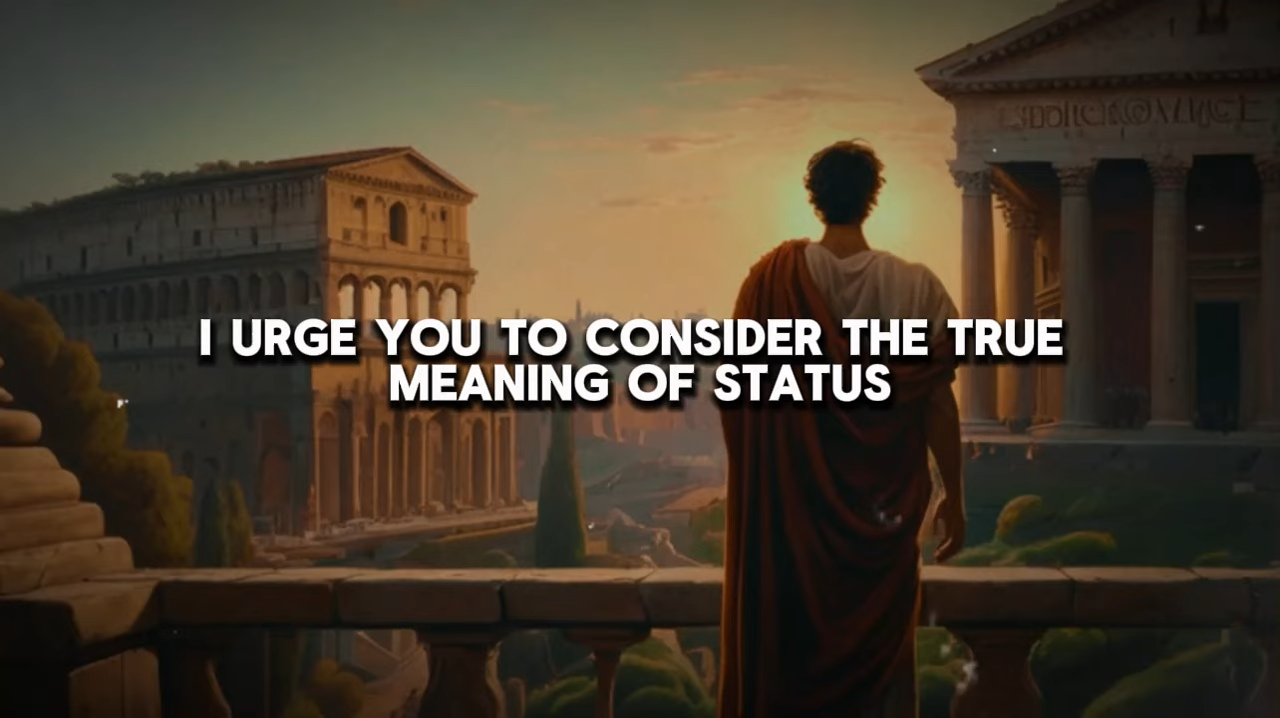 I URGE YOU TO CONSIDER THE TRUE
MEANING OF STATUS